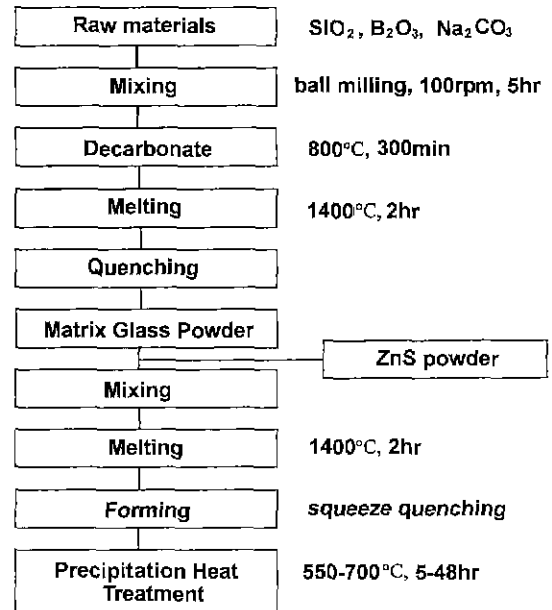 Raw materials SiO₂, B₂O₃, Na₂CO₃
Mixing ball milling, 100rpm, 5hr
Decarbonate 800°C, 300min
Melting 1400°C, 2hr
Quenching
Matrix Glass Powder
ZnS powder
Mixing
Melting 1400°C, 2hr
Forming squeeze quenching
Precipitation Heat 550-700°C, 5-48hr
Treatment